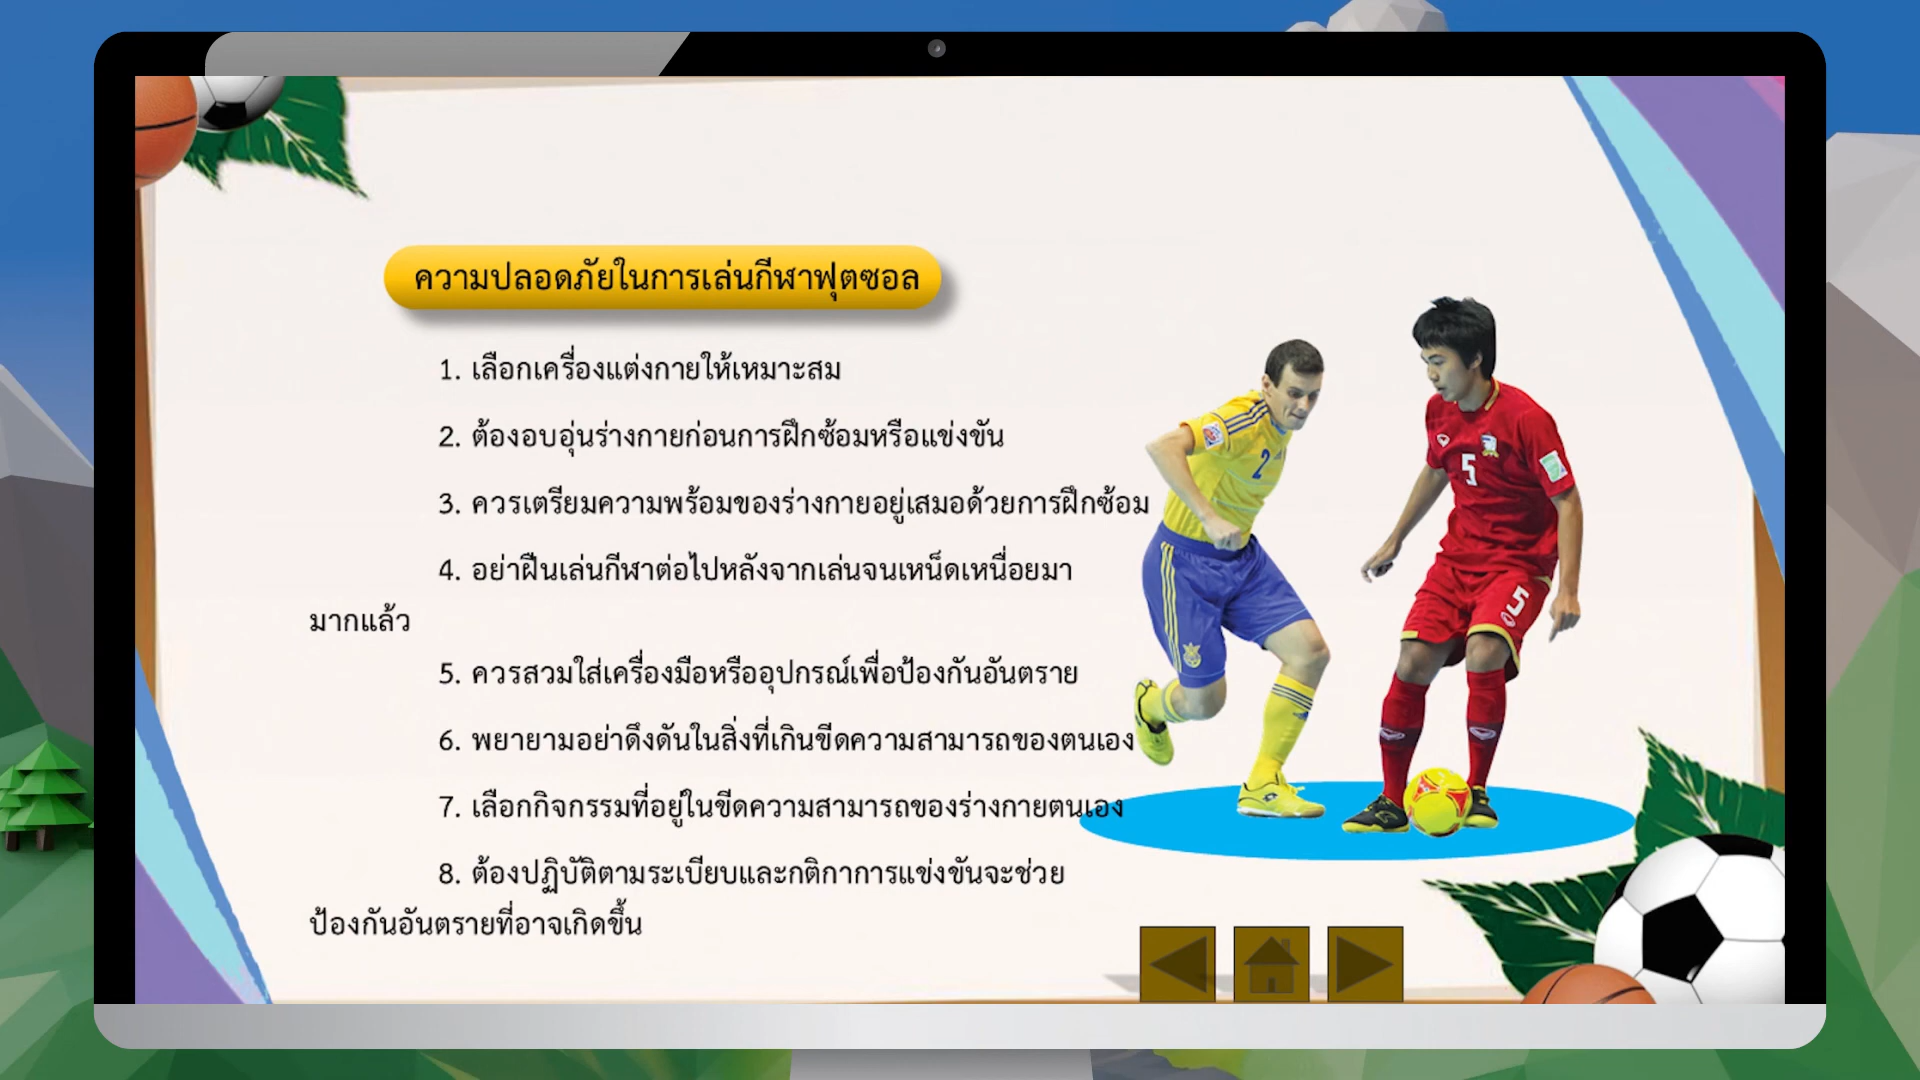 ความปลอดภัยในการเล่นกีฬาฟุตซอล
1. เลือกเครื่องแต่งกายให้เหมาะสม
2. ต้องอบอุ่นร่างกายก่อนการฝึกซ้อมหรือแข่งขัน
3. ควรเตรียมความพร้อมของร่างกายอยู่เสมอด้วยการฝึกซ้อม
4. อย่าฝืนเล่นกีฬาต่อไปหลังจากเล่นจนเหน็ดเหนื่อยมา
มากแล้ว
5. ควรสวมใส่เครื่องมือหรืออุปกรณ์เพื่อป้องกันอันตราย
6. พยายามอย่าดึงดันในสิ่งที่เกินขีดความสามารถของตนเอง
7. เลือกกิจกรรมที่อยู่ในขีดความสามารถของร่างกายตนเอง
8. ต้องปฏิบัติตามระเบียบและกติกาการแข่งขันจะช่วย
ป้องกันอันตรายที่อาจเกิดขึ้น
2
5
5